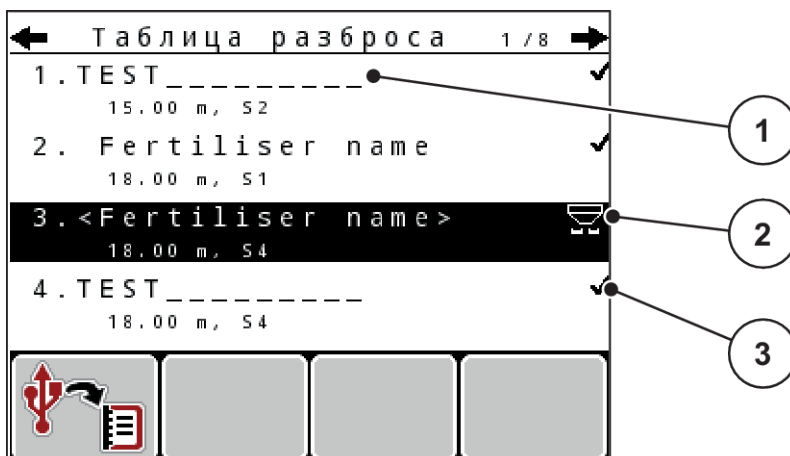 Таблица разброса 1/8
1.TEST_________
15.00 m, S2
2. Fertiliser name
18.00 m, S1
3.<Fertiliser name>
18.00 m, S4
4.TEST_________
18.00 m, S4
1
2
3